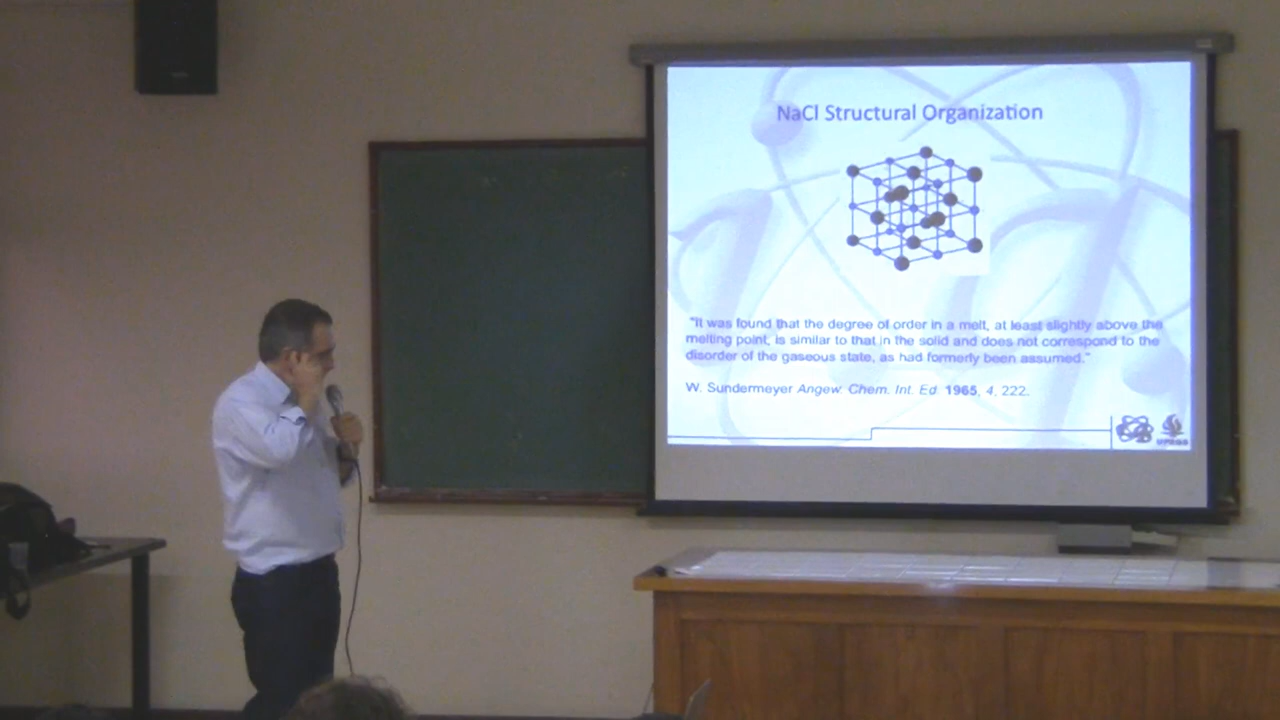 NaCl Structural Organization
"It was found that the degree of order in a melt, at least slightly above the
melting point, is similar to that in the solid and does not correspond to the
disorder of the gaseous state, as had formerly been assumed."
W. Sundermeyer Angew. Chem. Int. Ed. 1965, 4, 222.
UFRGS